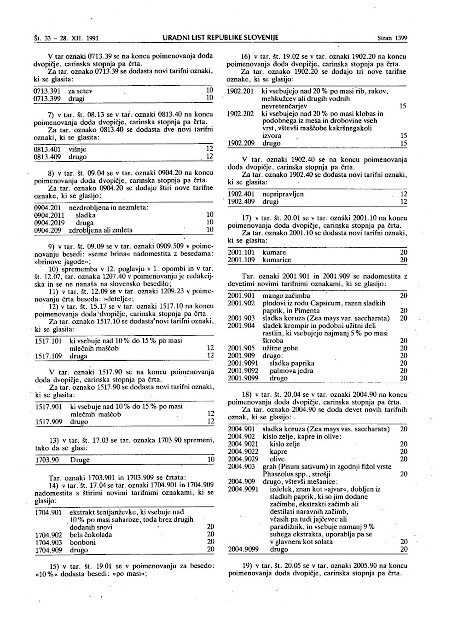 Št. 33 – 28. XII. 1991 URADNI LIST REPUBLIKE SLOVENIJE Stran 1399
V tar oznaki 0713.39 se na koncu poimenovanja doda
dvopičje, carinska stopnja pa črta.
Za tar. oznako 0713.39 se dodasta novi tarifni oznaki,
ki se glasita:
0713.391 za setev 10
0713.399 drugi 10
7) v tar. št. 08.13 se v tar. oznaki 0813.40 na koncu
poimenovanja doda dvopičje, carinska stopnja pa črta.
Za tar. oznako 0813.40 se dodasta dve novi tarifni
oznaki, ki se glasita:
0813.401 višnje 12
0813.409 drugo 12
8) v tar. št. 09.04 se v tar. oznaki 0904.20 na koncu
poimenovanja doda dvopičje, carinska stopnja pa črta.
Za tar. oznako 0904.20 se dodajo štiri nove tarifne
oznake, ki se glasijo:
0904.201 nezdrobljena in nezmleta:
0904.2011 sladka 10
0904.2019 druga 10
0904.209 zdrobljena ali zmleta 10
9) v tar. št. 09.09 se v tar. oznaki 0909.509 v poime-
novanju besedi: »seme brina« nadomestita z besedama:
»brinove jagode«;
10) sprememba v 12. poglavju v 1. opombi in v tar.
št. 12.07, tar. oznaka 1207.40 v poimenovanju je redakcij-
ska in se ne nanaša na slovensko besedilo;
11) v tar. št. 12.09 se v tar. oznaki 1209.23 v poime-
novanju črta beseda: »detelje«;
12) v tar. št. 15.17 se v tar. oznaki 1517.10 na koncu
poimenovanja doda dvopičje, carinska stopnja pa črta.
Za tar. oznako 1517.10 se dodasta novi tarifni oznaki,
ki se glasita:
1517.101 ki vsebuje nad 10 % do 15 % po masi
mlečnih maščob 12
1517.109 druga 12
V tar. oznaki 1517.90 se na koncu poimenovanja
doda dvopičje, carinska stopnja pa črta.
Za tar. oznako 1517.90 se dodasta novi tarifni oznaki,
ki se glasita:
1517.901 ki vsebuje nad 10 % do 15 % po masi
mlečnih maščob 12
1517.909 drugo 12
13) v tar. št. 17.03 se tar. oznaka 1703.90 spremeni,
tako da se glasi:
1703.90 Druge 10
Tar. oznaki 1703.901 in 1703.909 se črtata:
14) v tar. št. 17.04 se tar. oznaki 1704.901 in 1704.909
nadomestita s štirimi novimi tarifnimi oznakami, ki se
glasijo:
1704.901 ekstrakt šentjanževke, ki vsebuje nad
10 % po masi saharoze, toda brez drugih
dodanih snovi 20
1704.902 bela čokolada 20
1704.903 bonboni 20
1704.909 drugo 20
15) v tar. št. 19.01 se v poimenovanju za besedo:
»10 %« dodasta besedi: »po masi«;
16) v tar. št. 19.02 se v tar. oznaki 1902.20 na koncu
poimenovanja doda dvopičje, carinska stopnja pa črta.
Za tar. oznako 1902.20 se dodajo tri nove tarifne
oznake, ki se glasijo:
1902.201 ki vsebujejo nad 20 % po masi rib, rakov,
mehkužcev ali drugih vodnih
nevretenčarjev 15
1902.202 ki vsebujejo nad 20 % po masi klobas in
podobnega iz mesa in drobovine vseh
vrst, vštevši maščobe kakršnegakoli
izvora 15
1902.209 drugo 15
V tar. oznaki 1902.40 se na koncu poimenovanja
doda dvopičje, carinska stopnja pa črta.
Za tar. oznako 1902.40 se dodasta novi tarifni oznaki,
ki se glasita:
1902.401 nepripravljen 12
1902.409 drugi 12
17) v tar. št. 20.01 se v tar. oznaki 2001.10 na koncu
poimenovanja doda dvopičje, carinska stopnja pa črta.
Za tar. oznako 2001.10 se dodasta novi tarifni oznaki,
ki se glasita:
2001.101 kumare 20
2001.109 kumarice 20
Tar. oznaki 2001.901 in 2001.909 se nadomestita z
devetimi novimi tarifnimi oznakami, ki se glasijo:
2001.901 mango začimba 20
2001.902 plodovi iz rodu Capsicum, razen sladkih
paprik, in Pimenta 20
2001.903 sladka koruza (Zea mays var. saccharata) 20
2001.904 sladek krompir in podobni užitni deli
rastlin, ki vsebujejo najmanj 5 % po masi
škroba 20
2001.905 užitne gobe 20
2001.909 drugo:
2001.9091 sladka paprika 20
2001.9092 palmova jedra 20
2001.9099 drugo 20
18) v tar. št. 20.04 se v tar. oznaki 2004.90 na koncu
poimenovanja doda dvopičje, carinska stopnja pa črta.
Za tar. oznako 2004.90 se doda devet novih tarifnih
oznak, ki se glasijo:
2004.901 sladka koruza (Zea mays var. saccharata) 20
2004.902 kislo zelje, kapre in olive:
2004.9021 kislo zelje 20
2004.9022 kapre 20
2004.9029 olive 20
2004.903 grah (Pisum sativum) in zgodnji fižol vrste
Phaseolus spp., stročji 20
2004.909 drugo, vštevši mešanice:
2004.9091 izdelek, znan kot »ajvar«, dobljen iz
sladkih paprik, ki so jim dodane
začimbe, ekstrakti začimb ali
destilati naravnih začimb,
včasih pa tudi jajčevec ali
paradižnik, in vsebuje namanj 9 %
suhega ekstrakta, uporablja pa se
v glavnem kot solata 20
2004.9099 drugo 20
19) v tar. št. 20.05 se v tar. oznaki 2005.90 na koncu
poimenovanja doda dvopičje, carinska stopnja pa črta.